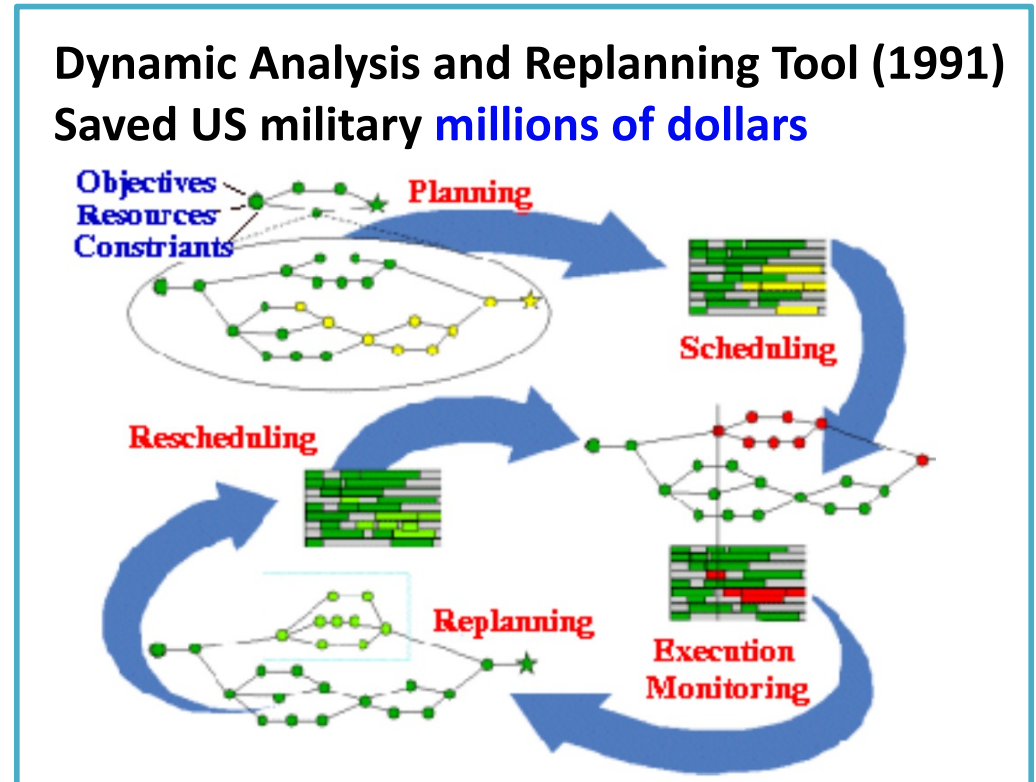 Dynamic Analysis and Replanning Tool (1991)
Saved US military millions of dollars
Objectives
Resources
Constriants
Planning
Scheduling
Rescheduling
Replanning
Execution
Monitoring